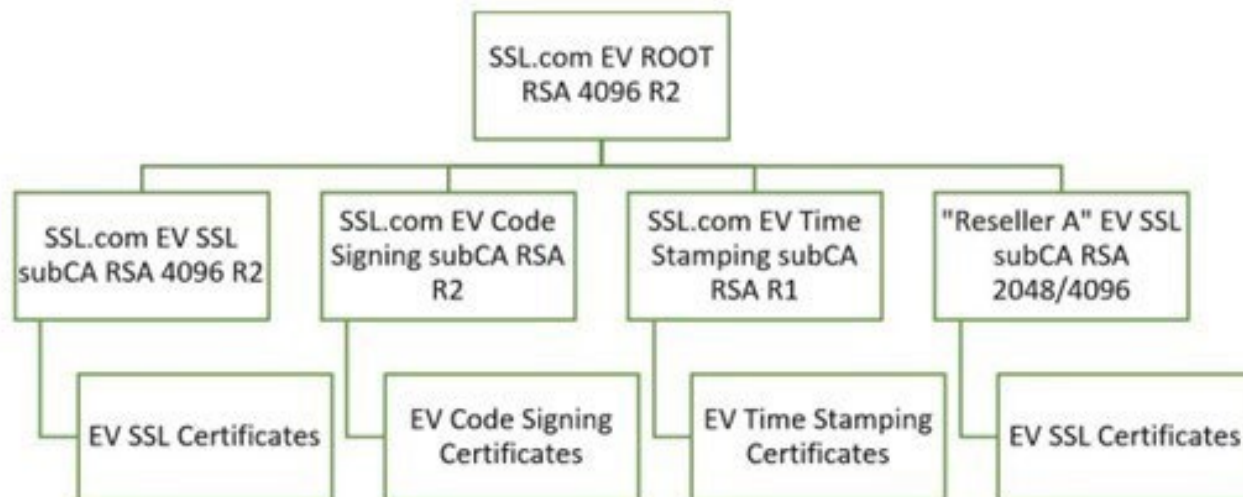 SSL.com EV ROOT
RSA 4096 R2
SSL.com EV SSL
subCA RSA 4096 R2
SSL.com EV Code
Signing subCA RSA
R2
SSL.com EV Time
Stamping subCA
RSA R1
"Reseller A" EV SSL
subCA RSA
2048/4096
EV SSL Certificates
EV Code Signing
Certificates
EV Time Stamping
Certificates
EV SSL Certificates